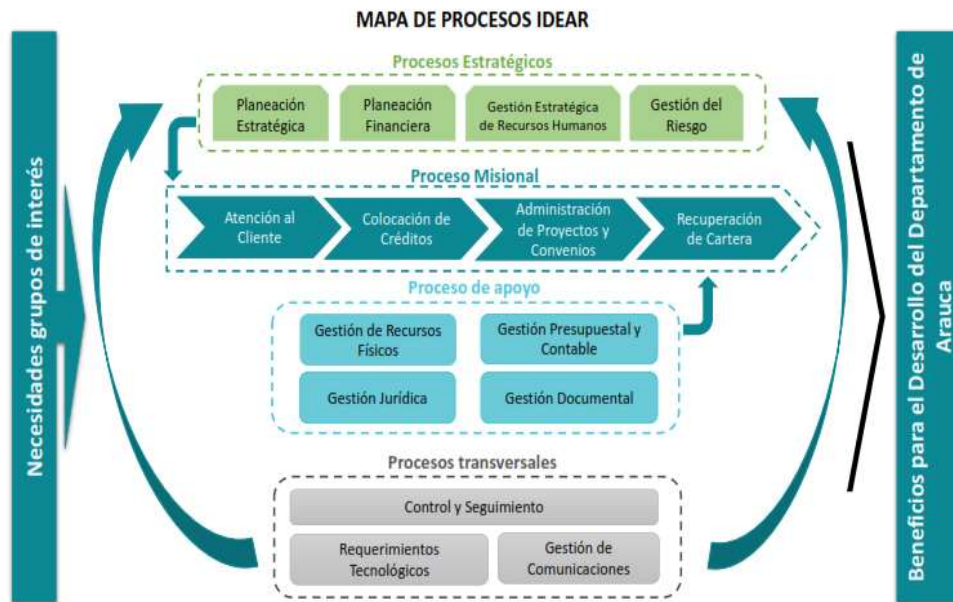 MAPA DE PROCESOS IDEAR
Necesidades grupos de interés
Procesos Estratégicos
Planeación
Estratégica
Planeación
Financiera
Gestión Estratégica
de Recursos Humanos
Gestión del
Riesgo
Proceso Misional
Atención al
Cliente
Colocación de
Créditos
Administración
de Proyectos y
Convenios
Recuperación
de Cartera
Proceso de apoyo
Gestión de Recursos
Físicos
Gestión Presupuestal y
Contable
Gestión Jurídica
Gestión Documental
Procesos transversales
Control y Seguimiento
Requerimientos
Tecnológicos
Gestión de
Comunicaciones
Beneficios para el Desarrollo del Departamento de
Arauca